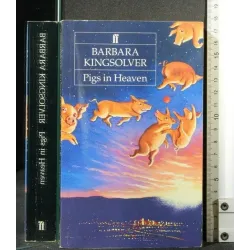 ff
BARBARA
KINGSOLVER
Pigs in Heaven
BARBARA KINGSOLVER Pigs in Heaven
ff